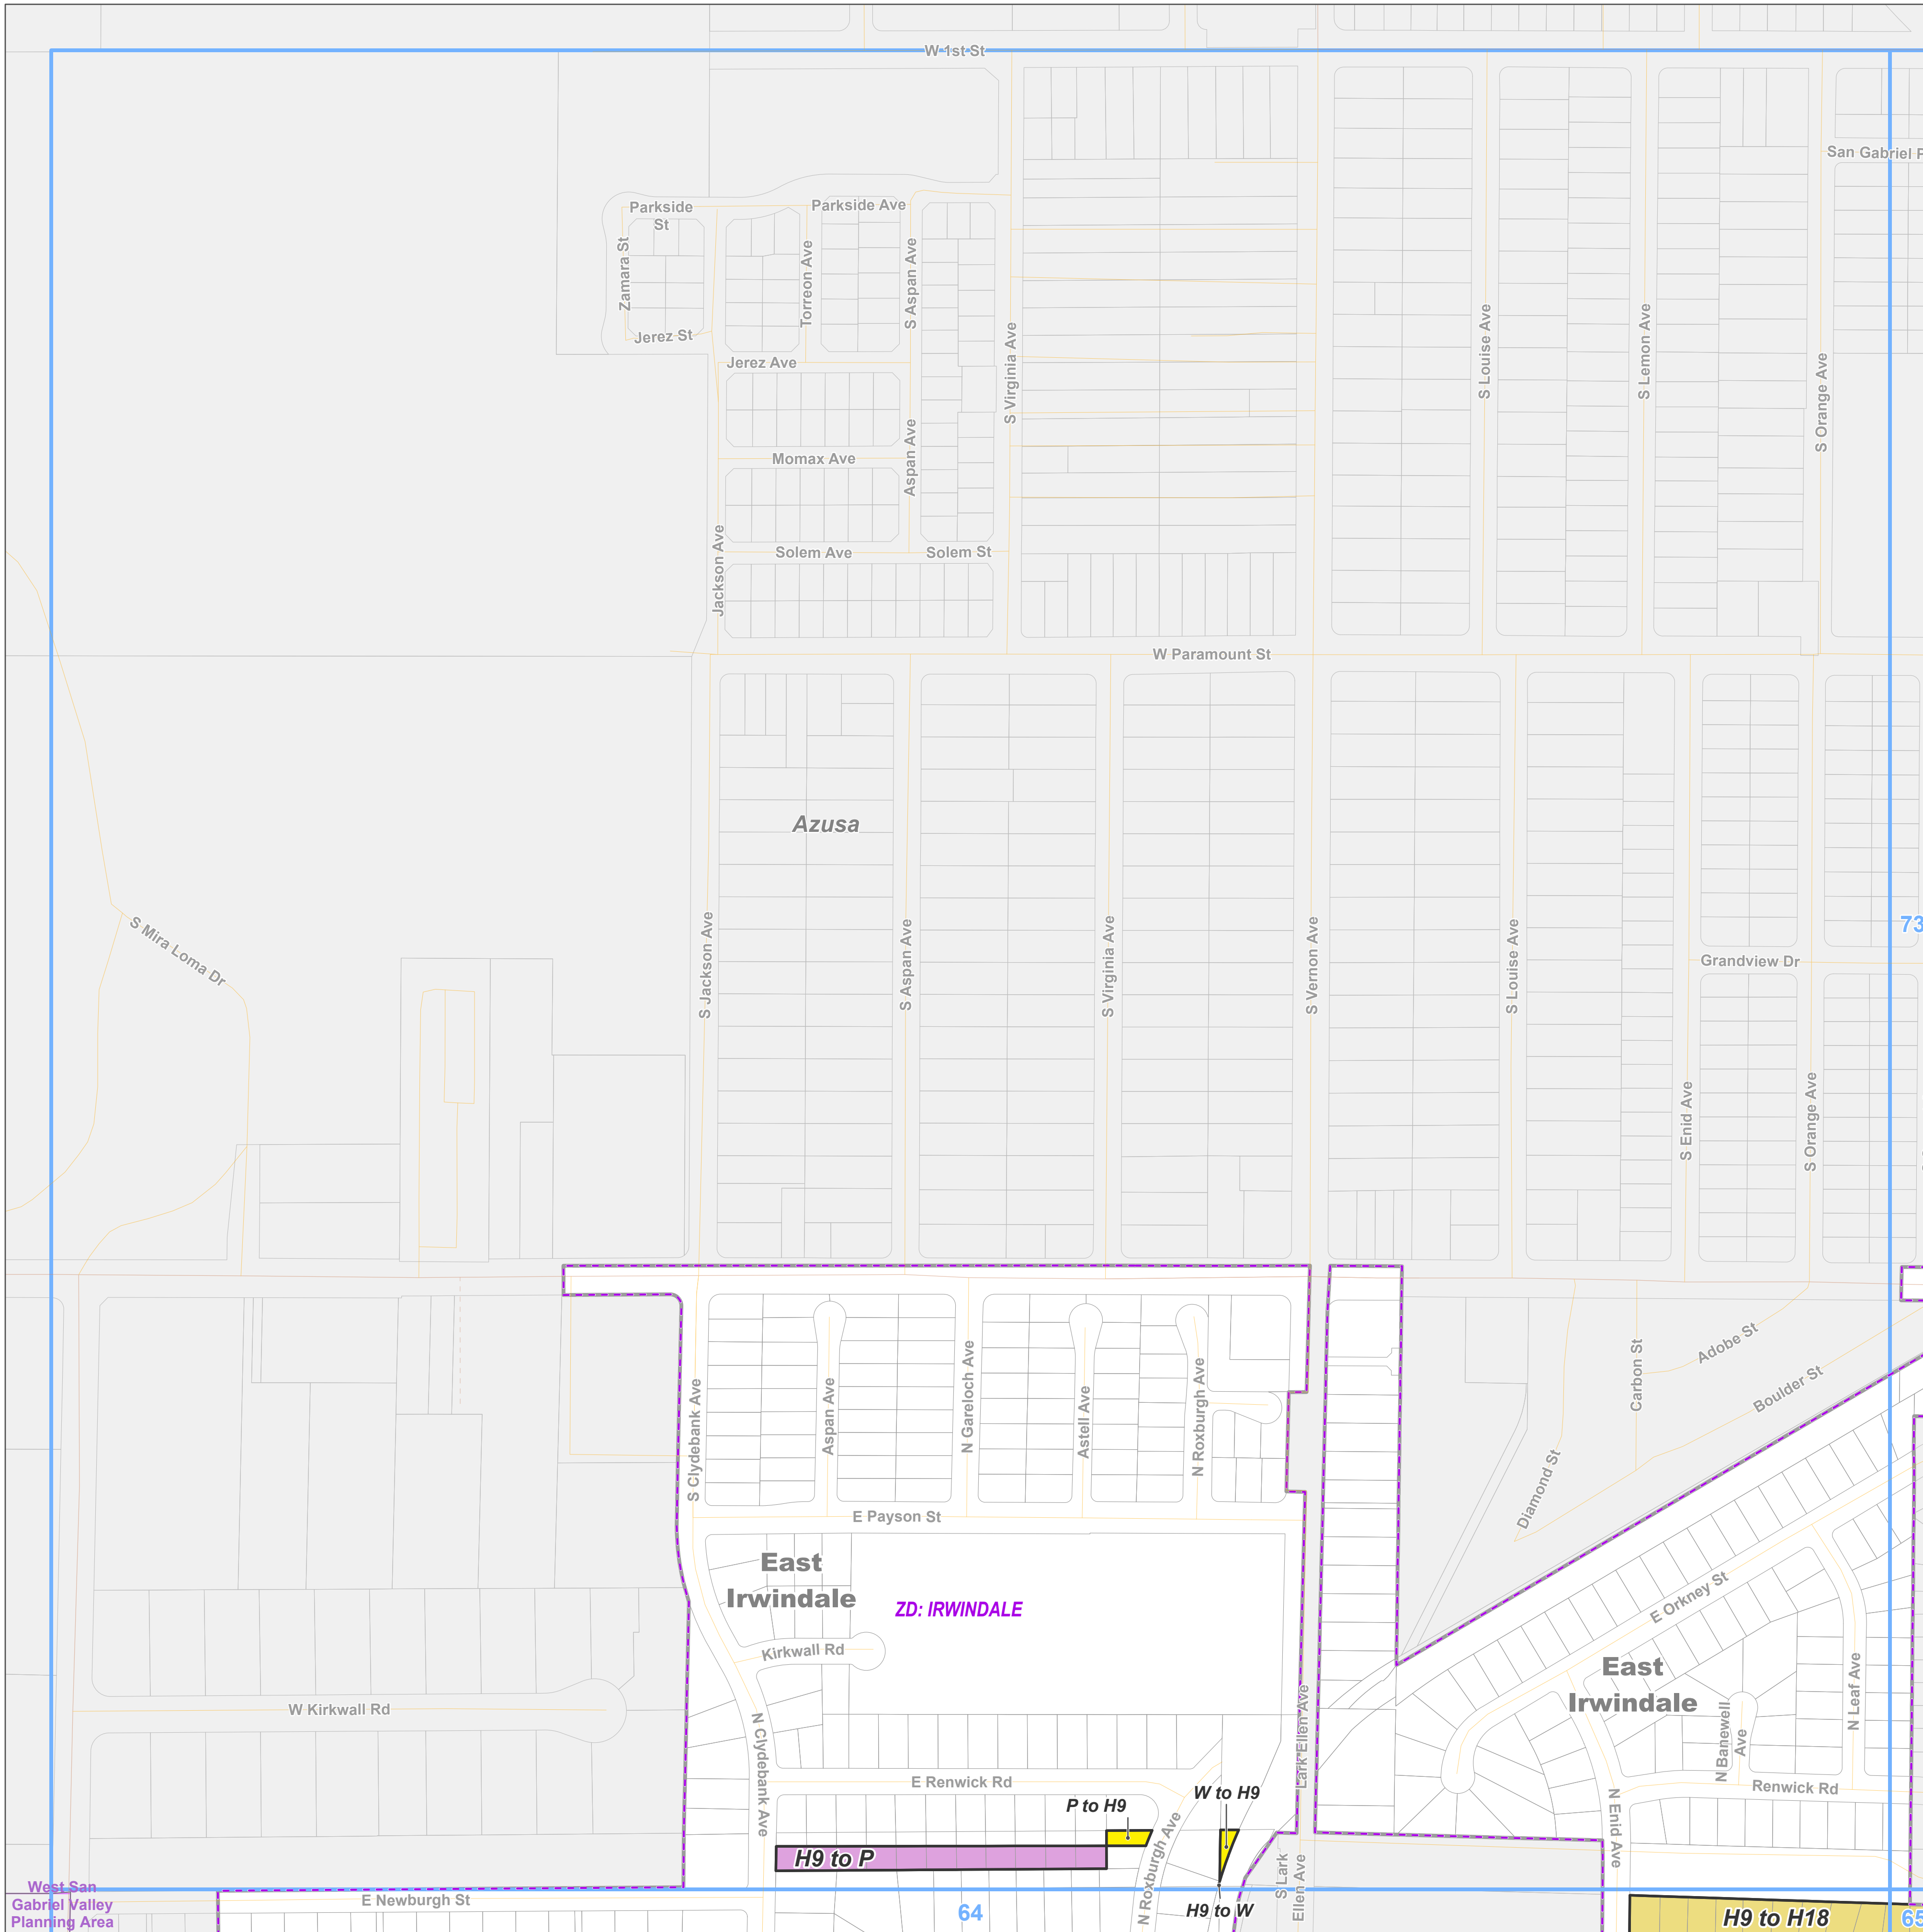 W 1st St
San Gabriel P
Parkside
St
Parkside Ave
Zamara St
Torreon Ave
S Aspan Ave
Jerez St
Jerez Ave
S Virginia Ave
S Louise Ave
S Lemon Ave
S Orange Ave
Momax Ave
Aspan Ave
Solem Ave
Solem St
Jackson Ave
W Paramount St
Azusa
S Mira Loma Dr
S Jackson Ave
S Aspan Ave
S Virginia Ave
S Vernon Ave
S Louise Ave
73
Grandview Dr
S Enid Ave
S Orange Ave
S Clydebank Ave
Aspan Ave
N Gareloch Ave
Astell Ave
N Roxburgh Ave
Carbon St
Adobe St
Boulder St
Diamond St
E Payson St
East
Irwindale
ZD: IRWINDALE
E Orkney St
Kirkwall Rd
East
Irwindale
W Kirkwall Rd
N Clydebank Ave
Lark Ellen Ave
N Banewell
Ave
N Leaf Ave
E Renwick Rd
W to H9
Renwick Rd
P to H9
N Enid Ave
H9 to P
N Roxburgh Ave
S Lark
Ellen Ave
West San
Gabriel Valley
Planning Area
E Newburgh St
64
H9 to W
H9 to H18
65